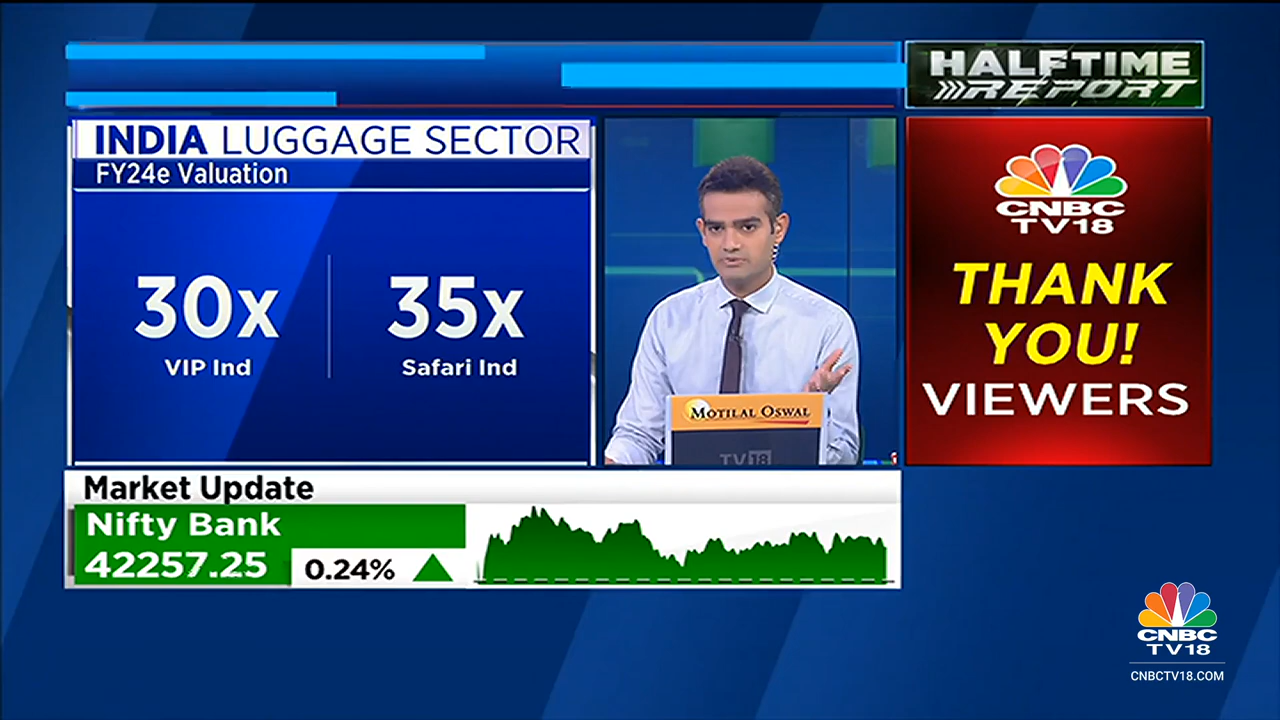 HALFTIME
REPORT
INDIA LUGGAGE SECTOR
FY24e Valuation
30x
VIP Ind
35x
Safari Ind
MOTILAL OSWAL
TV18
CNBC
TV18
THANK
YOU!
VIEWERS
Market Update
Nifty Bank
42257.25
0.24%
CNBC
TV18
CNBCTV18.COM